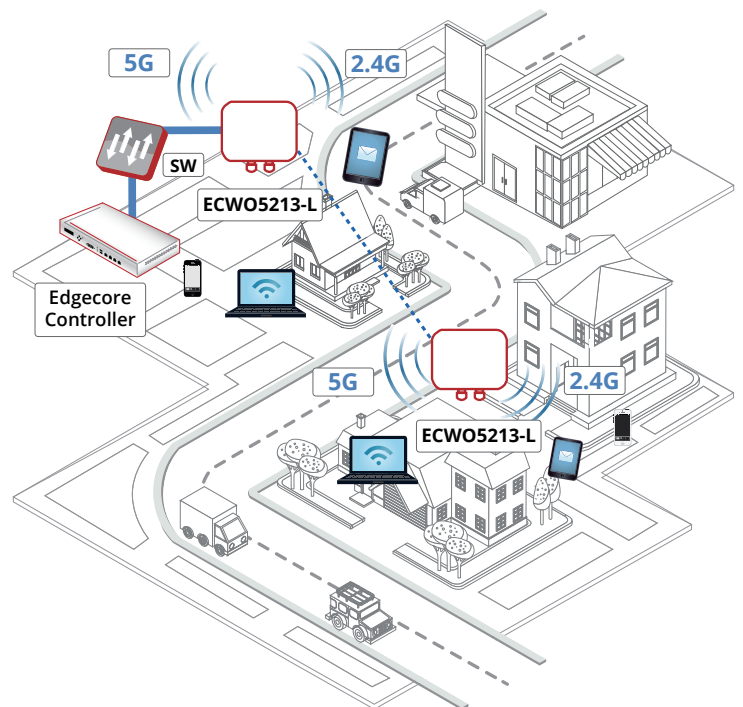 5G
2.4G
SW
ECWO5213-L
Edgecore
Controller
5G
2.4G
ECWO5213-L